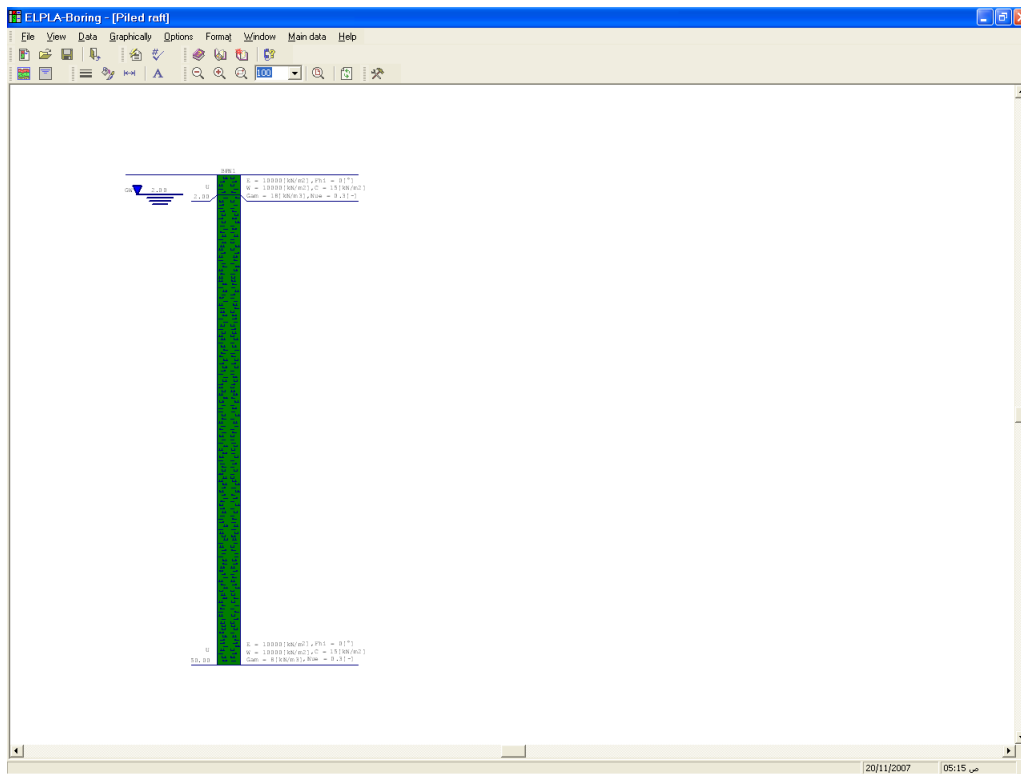 ELPLA-Boring - [Piled raft]
File View Data Graphically Options Format Window Main data Help
100
BPN1
E = 10000[kN/m2],Phi = 0[°]
U
W = 10000[kN/m2],C = 15[kN/m2]
GW 2.00
2.00
Gam = 18[kN/m3],Nue = 0.3[-]
E = 10000[kN/m2],Phi = 0[°]
U
W = 10000[kN/m2],C = 15[kN/m2]
50.00
Gam = 8[kN/m3],Nue = 0.3[-]
20/11/2007
05:15 ص